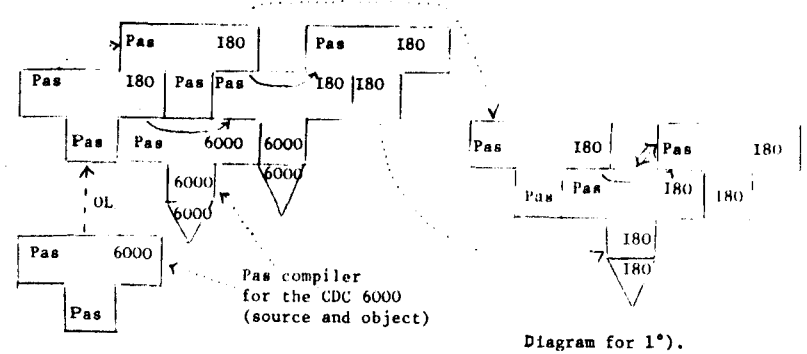 Pas I80 Pas I80
Pas I80 Pas Pas I80 I80
Pas Pas 6000 6000
6000 6000
6000
OL
Pas 6000
Pas
Pas compiler
for the CDC 6000
(source and object)
Pas I80 Pas I80
Pas Pas I80 I80
I80
I80
Diagram for 1°).